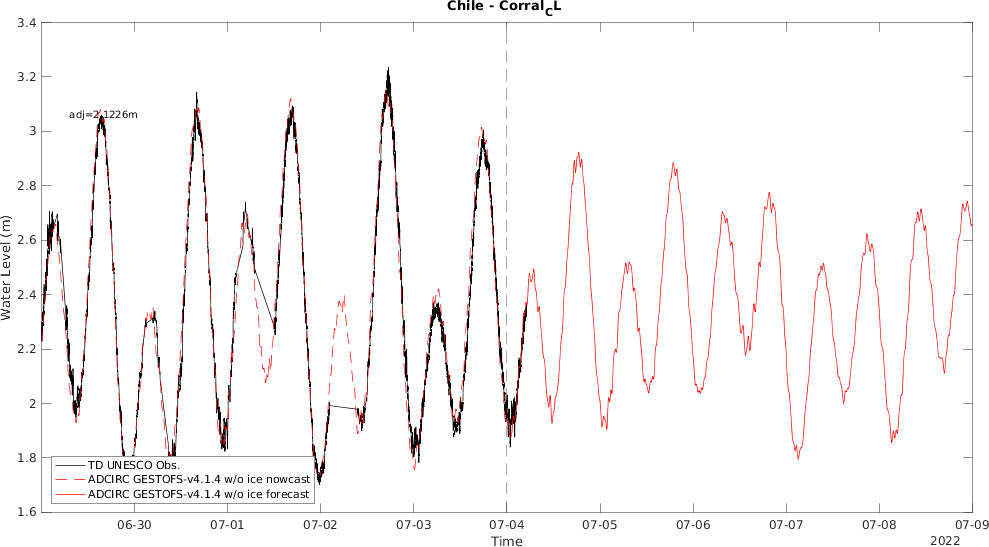 Chile - Corral_CL
3.4
3.2
3
2.8
2.6
2.4
2.2
2
1.8
1.6
Water Level (m)
adj=2.1226m
TD UNESCO Obs.
ADCIRC GESTOFS-v4.1.4 w/o ice nowcast
ADCIRC GESTOFS-v4.1.4 w/o ice forecast
06-30 07-01 07-02 07-03 07-04 07-05 07-06 07-07 07-08 07-09
Time
2022